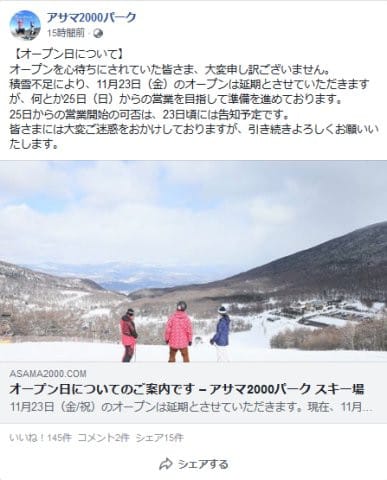 アサマ2000パーク
15時間前 ·
【オープン日について】
オープンを心待ちにされていた皆さま、大変申し訳ございません。
積雪不足により、11月23日（金）のオープンは延期とさせていただきます
が、何とか25日（日）からの営業を目指して準備を進めております。
25日からの営業開始の可否は、23日頃には告知予定です。
皆さまには大変ご迷惑をおかけしておりますが、引き続きよろしくお願いい
たします。
ASAMA2000.COM
オープン日についてのご案内です – アサマ2000パーク スキー場
11月23日（金/祝）のオープンは延期とさせていただきます。現在、11月...
いいね！145件 コメント2件 シェア15件
シェアする